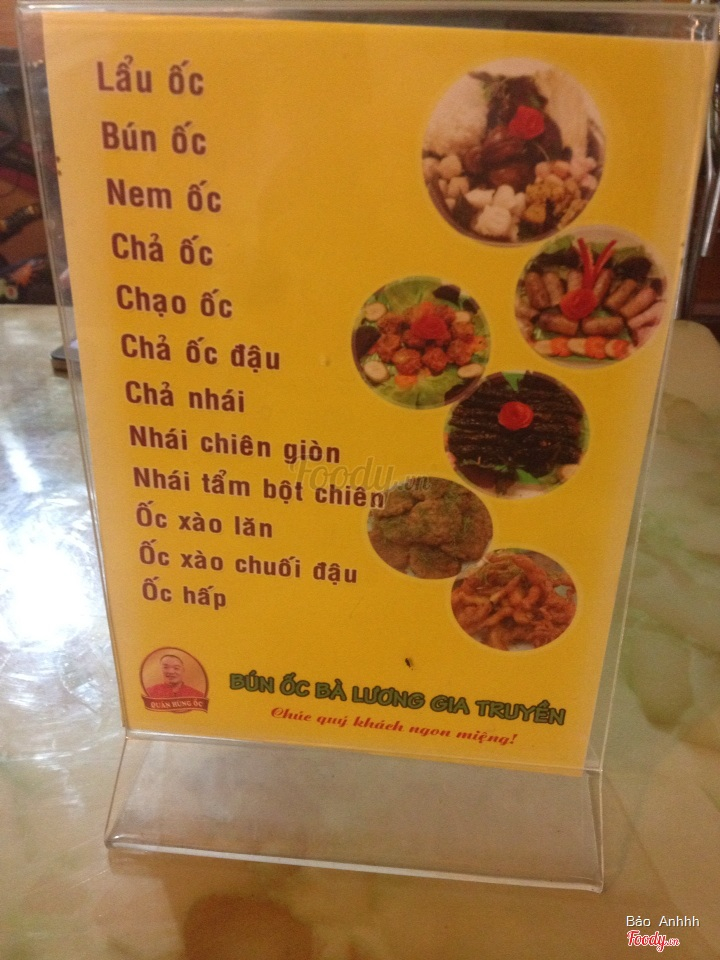 Lẩu ốc
Bún ốc
Nem ốc
Chả ốc
Chạo ốc
Chả ốc đậu
Chả nhái
Nhái chiên giòn
Nhái tẩm bột chiên
Ốc xào lăn
Ốc xào chuối đậu
Ốc hấp
Foody.vn
QUÁN HÙNG ỐC
BÚN ỐC BÀ LƯƠNG GIA TRUYỀN
Chúc quý khách ngon miệng!
Bảo Anhhh
Foody.vn